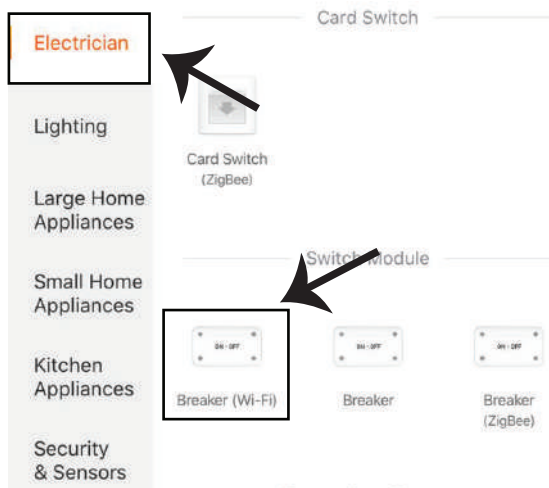 Electrician
Lighting
Large Home
Appliances
Small Home
Appliances
Kitchen
Appliances
Security
& Sensors
Card Switch
Card Switch
(ZigBee)
Switch Module
ON - OFF
ON - OFF
ON - OFF
Breaker (Wi-Fi)
Breaker
Breaker
(ZigBee)